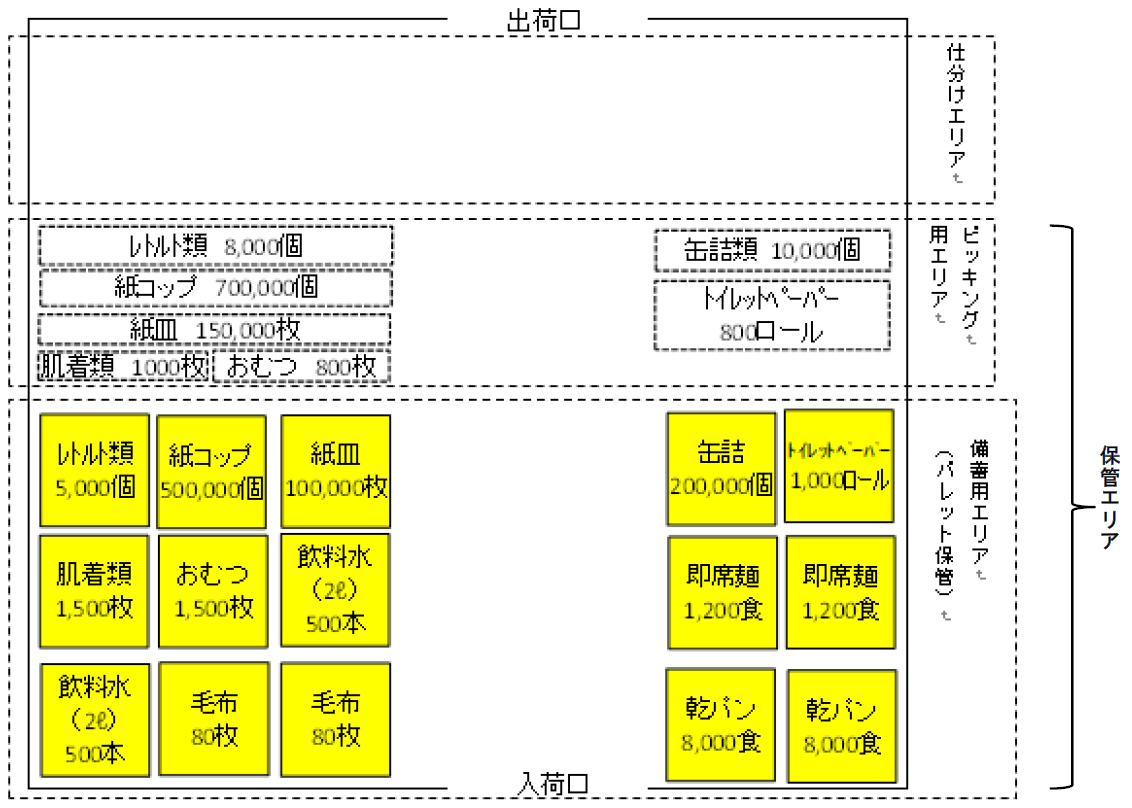 出荷口
仕分けエリア
レトルト類 8,000個
紙コップ 700,000個
紙皿 150,000枚
肌着類 1000枚
おむつ 800枚
缶詰類 10,000個
トイレットペーパー
800ロール
ピッキング
用エリア
レトルト類
5,000個
紙コップ
500,000個
紙皿
100,000枚
缶詰
200,000個
トイレットペーパー
1,000ロール
肌着類
1,500枚
おむつ
1,500枚
飲料水
(2ℓ)
500本
即席麺
1,200食
即席麺
1,200食
飲料水
(2ℓ)
500本
毛布
80枚
毛布
80枚
乾パン
8,000食
乾パン
8,000食
備蓄用エリア
(パレット保管)
保管エリア
入荷口